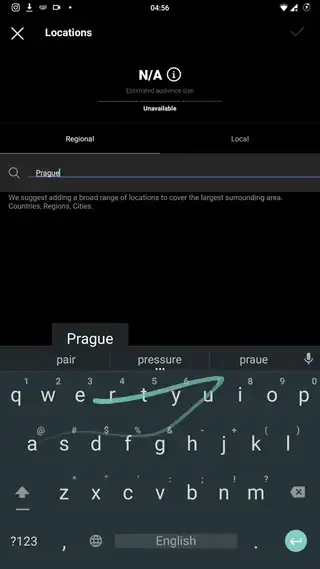 04:56
Locations
N/A
Estimated audience size
Unavailable
Regional Local
Prague
We suggest adding a broad range of locations to cover the largest surrounding area.
Countries, Regions, Cities.
Prague
pair pressure praue
1 2 3 4 5 6 7 8 9 0
q w e r t y u i o p
@ # $ % & - + ( )
a s d f g h j k l
* " ' : ; ! ?
z x c v b n m
?123 , English .